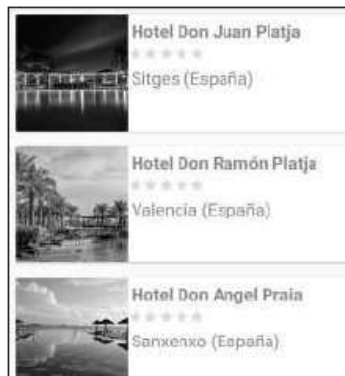 Hotel Don Juan Platja
Sitges (España)
Hotel Don Ramón Platja
Valencia (España)
Hotel Don Angel Praia
Sanxenxo (España)